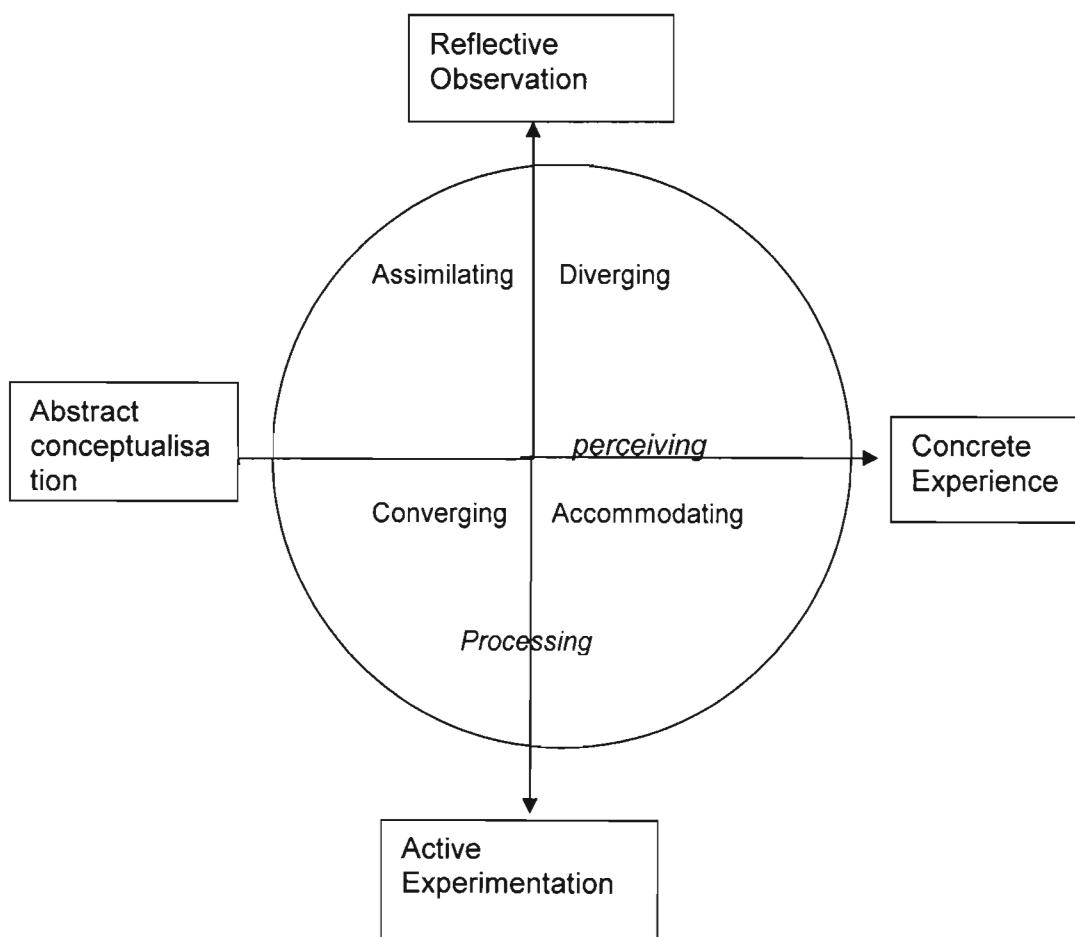 Reflective
Observation
Assimilating
Diverging
Abstract
conceptualisa
tion
perceiving
Concrete
Experience
Converging
Accommodating
Processing
Active
Experimentation